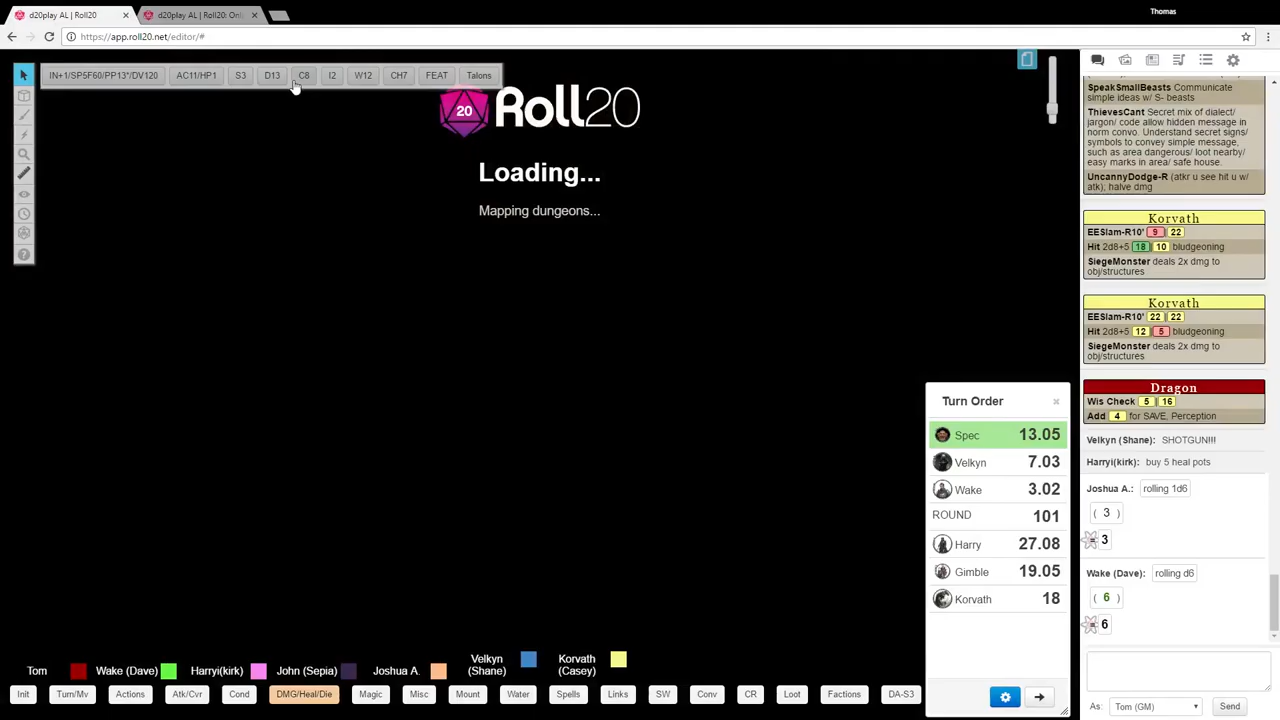 Thomas
d20play AL | Roll20
d20play AL | Roll20: Onl
https://app.roll20.net/editor/#
IN+1/SP5F60/PP13*/DV120 AC11/HP1 S3 D13 C8 I2 W12 CH7 FEAT Talons
20 Roll20
Loading...
Mapping dungeons...
SpeakSmallBeasts Communicate
simple ideas w/ S- beasts
ThievesCant Secret mix of dialect/
jargon/ code allow hidden message in
norm convo. Understand secret signs/
symbols to convey simple message,
such as area dangerous/ loot nearby/
easy marks in area/ safe house.
UncannyDodge-R (atkr u see hit u w/
atk); halve dmg
Korvath
EESlam-R10' 9 22
Hit 2d8+5 18 10 bludgeoning
SiegeMonster deals 2x dmg to
obj/structures
Korvath
EESlam-R10' 22 22
Hit 2d8+5 12 5 bludgeoning
SiegeMonster deals 2x dmg to
obj/structures
Dragon
Wis Check 5 16
Add 4 for SAVE, Perception
Velkyn (Shane): SHOTGUN!!!
Harryi(kirk): buy 5 heal pots
Joshua A.: rolling 1d6
( 3 )
= 3
Wake (Dave): rolling d6
( 6 )
= 6
As: Tom (GM) Send
Turn Order ×
Spec 13.05
Velkyn 7.03
Wake 3.02
ROUND 101
Harry 27.08
Gimble 19.05
Korvath 18
Tom
Wake (Dave)
Harryi(kirk)
John (Sepia)
Joshua A.
Velkyn
(Shane)
Korvath
(Casey)
Init Turn/Mv Actions Atk/Cvr Cond DMG/Heal/Die Magic Misc Mount Water Spells Links SW Conv CR Loot Factions DA-S3